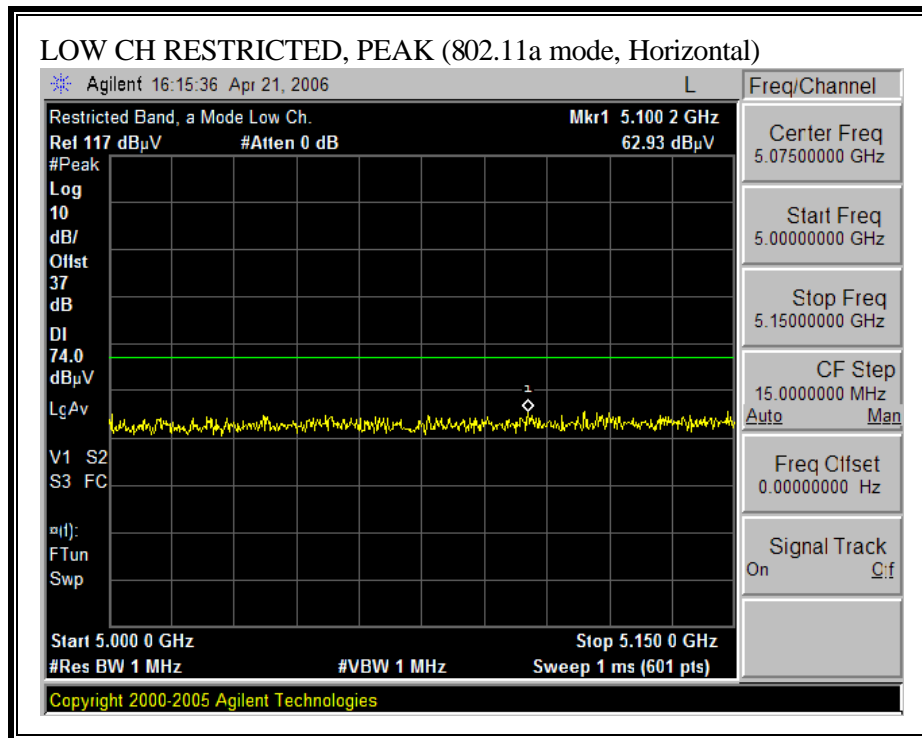 LOW CH RESTRICTED, PEAK (802.11a mode, Horizontal)
Agilent 16:15:36 Apr 21, 2006 L
Freq/Channel
Restricted Band, a Mode Low Ch. Mkr1 5.100 2 GHz
Ref 117 dBµV #Atten 0 dB 62.93 dBµV
#Peak
Log
10
dB/
Offst
37
dB
DI
74.0
dBµV
LgAv
V1 S2
S3 FC
¤(f):
FTun
Swp
1
Start 5.000 0 GHz Stop 5.150 0 GHz
#Res BW 1 MHz #VBW 1 MHz Sweep 1 ms (601 pts)
Copyright 2000-2005 Agilent Technologies
Center Freq
5.07500000 GHz
Start Freq
5.00000000 GHz
Stop Freq
5.15000000 GHz
CF Step
15.0000000 MHz
Auto Man
Freq Offset
0.00000000 Hz
Signal Track
On Off